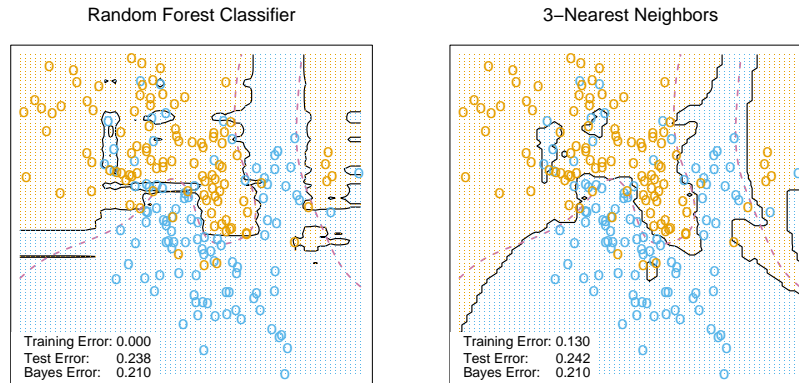 Random Forest Classifier
Training Error: 0.000
Test Error: 0.238
Bayes Error: 0.210
3−Nearest Neighbors
Training Error: 0.130
Test Error: 0.242
Bayes Error: 0.210